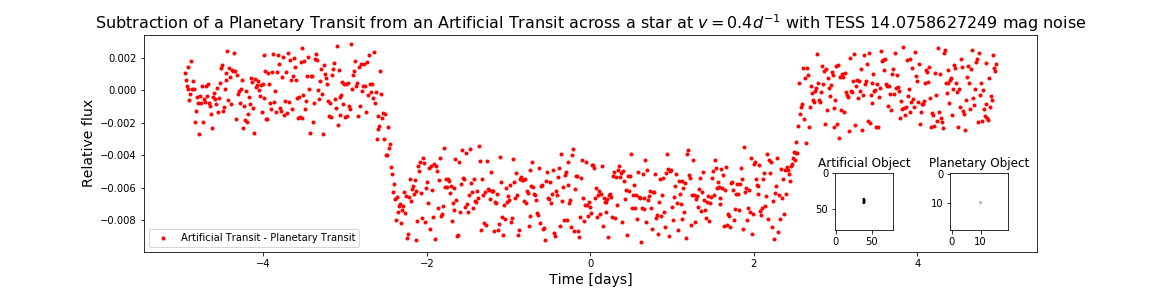 Subtraction of a Planetary Transit from an Artificial Transit across a star at v = 0.4d⁻¹ with TESS 14.0758627249 mag noise
Relative flux
0.002
0.000
−0.002
−0.004
−0.006
−0.008
Artificial Transit - Planetary Transit
Artificial Object
0
50
0 50
Planetary Object
0
10
0 10
−4 −2 0 2 4
Time [days]